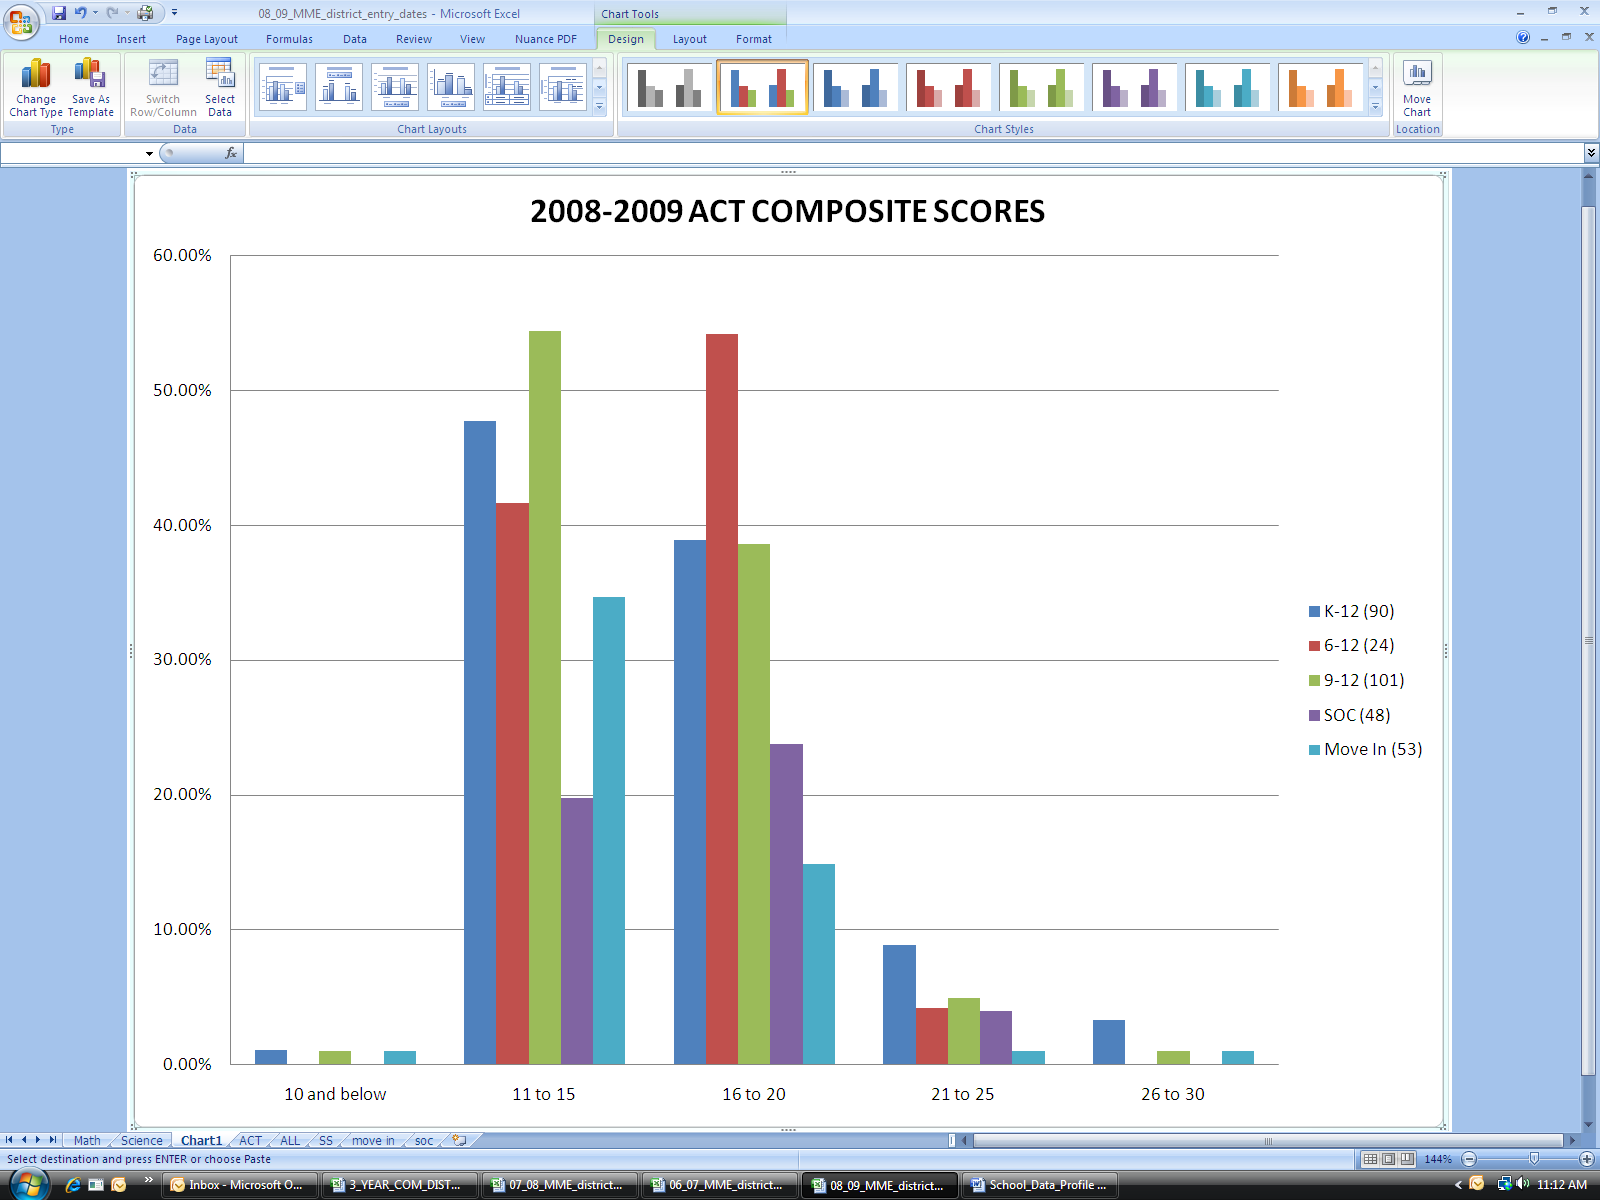 08_09_MME_district_entry_dates - Microsoft Excel
Chart Tools
Home Insert Page Layout Formulas Data Review View Nuance PDF Design Layout Format
Change Chart Type
Save As Template
Switch Row/Column
Select Data
Move Chart
Type Data Chart Layouts Chart Styles Location
fx
2008-2009 ACT COMPOSITE SCORES
60.00%
50.00%
40.00%
30.00%
20.00%
10.00%
0.00%
10 and below 11 to 15 16 to 20 21 to 25 26 to 30
K-12 (90)
6-12 (24)
9-12 (101)
SOC (48)
Move In (53)
Math Science Chart1 ACT ALL SS move in soc
Select destination and press ENTER or choose Paste
144%
Inbox - Microsoft O... 3_YEAR_COM_DIST... 07_08_MME_district... 06_07_MME_district... 08_09_MME_district... School_Data_Profile ... 11:12 AM